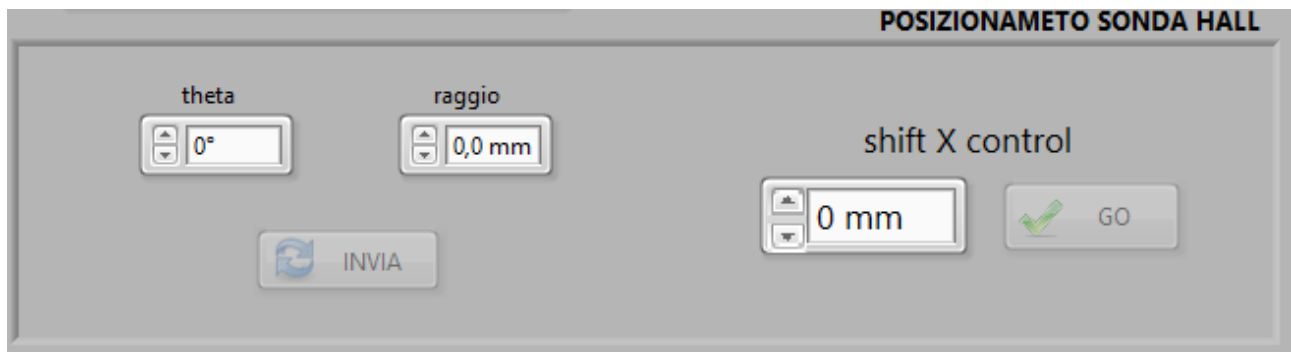 POSIZIONAMETO SONDA HALL
theta
raggio
0°
0,0 mm
shift X control
0 mm
GO
INVIA